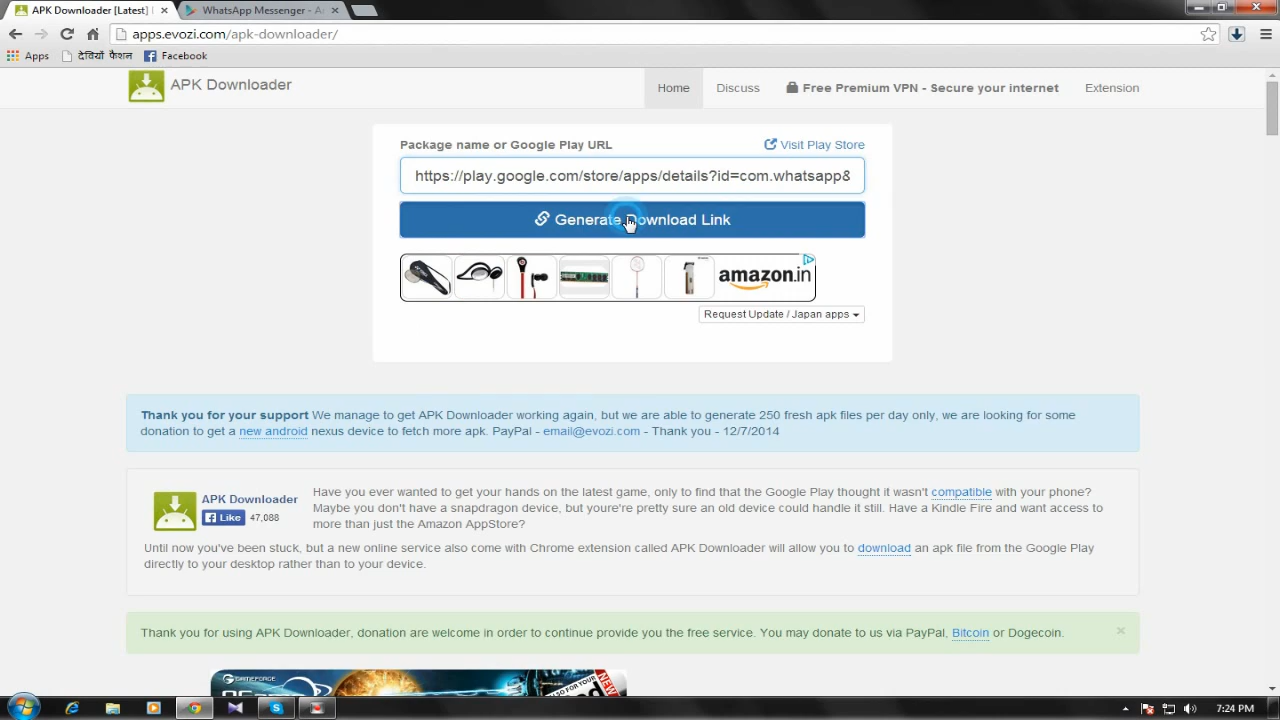 APK Downloader [Latest]
WhatsApp Messenger - A
apps.evozi.com/apk-downloader/
Apps
देवियों फैशन
Facebook
APK Downloader
Home
Discuss
Free Premium VPN - Secure your internet
Extension
Package name or Google Play URL
Visit Play Store
https://play.google.com/store/apps/details?id=com.whatsapp&
Generate Download Link
amazon.in
Request Update / Japan apps
Thank you for your support We manage to get APK Downloader working again, but we are able to generate 250 fresh apk files per day only, we are looking for some
donation to get a new android nexus device to fetch more apk. PayPal - email@evozi.com - Thank you - 12/7/2014
APK Downloader
Like 47,088
Have you ever wanted to get your hands on the latest game, only to find that the Google Play thought it wasn't compatible with your phone?
Maybe you don't have a snapdragon device, but youre're pretty sure an old device could handle it still. Have a Kindle Fire and want access to
more than just the Amazon AppStore?
Until now you've been stuck, but a new online service also come with Chrome extension called APK Downloader will allow you to download an apk file from the Google Play
directly to your desktop rather than to your device.
Thank you for using APK Downloader, donation are welcome in order to continue provide you the free service. You may donate to us via PayPal, Bitcoin or Dogecoin.
GAMEFORGE
NEW
7:24 PM